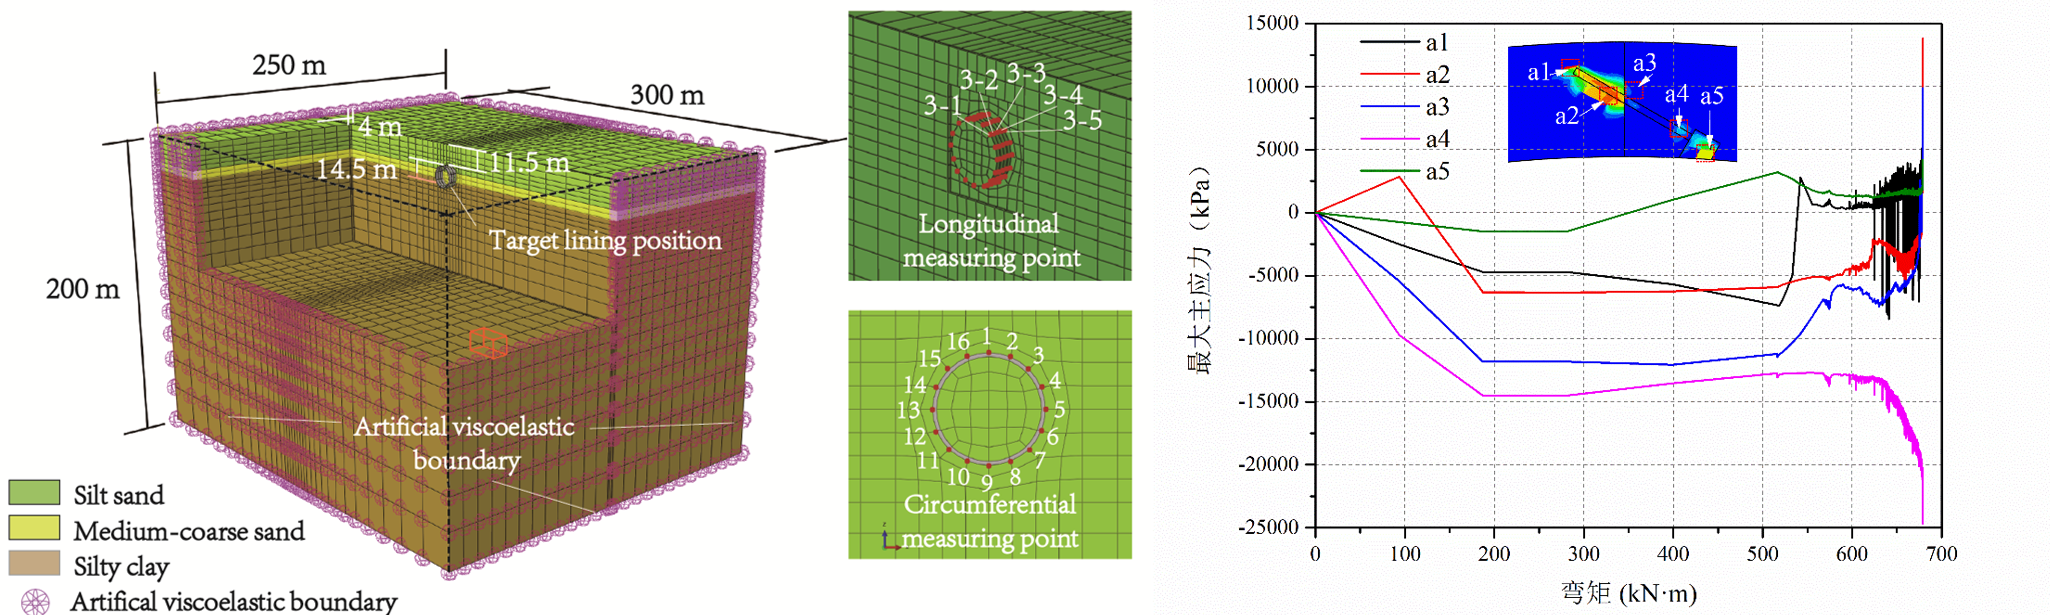 250 m
300 m
4 m
14.5 m
11.5 m
Target lining position
200 m
Artificial viscoelastic
boundary
Silt sand
Medium-coarse sand
Silty clay
Artifical viscoelastic boundary
3-1
3-2
3-3
3-4
3-5
Longitudinal
measuring point
1
2
3
4
5
6
7
8
9
10
11
12
13
14
15
16
Circumferential
measuring point
z
最大主应力（kPa）
15000
10000
5000
0
-5000
-10000
-15000
-20000
-25000
a1
a2
a3
a4
a5
a1
a2
a3
a4
a5
0
100
200
300
400
500
600
700
弯矩 (kN·m)